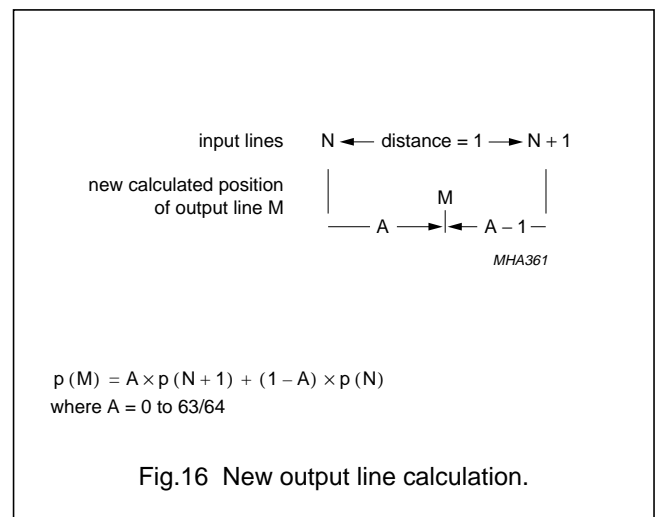 input lines N distance = 1 N + 1
new calculated position
of output line M
M
A A – 1
MHA361
p (M) = A × p (N + 1) + (1 – A) × p (N)
where A = 0 to 63/64
Fig.16 New output line calculation.